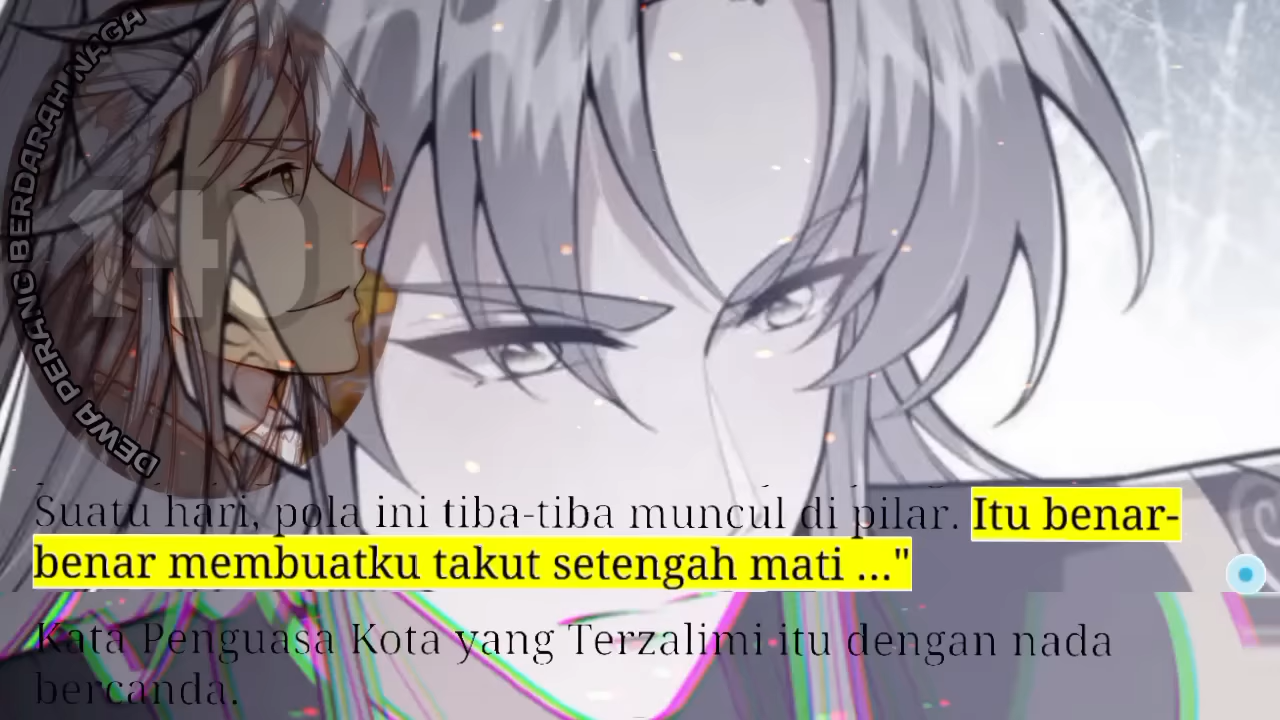 DEWA PERANG BERDARAH NAGA
140
Suatu hari, pola ini tiba-tiba muncul di pilar. Itu benar-
benar membuatku takut setengah mati ..."
Kata Penguasa Kota yang Terzalimi itu dengan nada
bercanda.